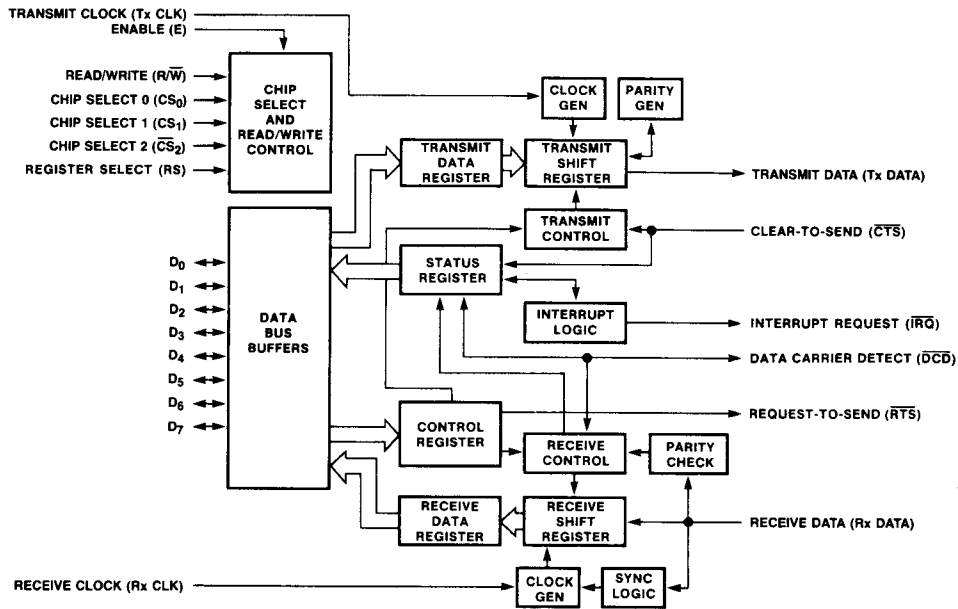 TRANSMIT CLOCK (Tx CLK)
ENABLE (E)
READ/WRITE (R/W̅)
CHIP SELECT 0 (CS₀)
CHIP SELECT 1 (CS₁)
CHIP SELECT 2 (C̅S̅₂)
REGISTER SELECT (RS)
CHIP
SELECT
AND
READ/WRITE
CONTROL
CLOCK
GEN
PARITY
GEN
TRANSMIT
DATA
REGISTER
TRANSMIT
SHIFT
REGISTER
TRANSMIT DATA (Tx DATA)
TRANSMIT
CONTROL
CLEAR-TO-SEND (C̅T̅S̅)
D₀
D₁
D₂
D₃
D₄
D₅
D₆
D₇
DATA
BUS
BUFFERS
STATUS
REGISTER
INTERRUPT
LOGIC
INTERRUPT REQUEST (I̅R̅Q̅)
DATA CARRIER DETECT (D̅C̅D̅)
CONTROL
REGISTER
REQUEST-TO-SEND (R̅T̅S̅)
RECEIVE
CONTROL
PARITY
CHECK
RECEIVE
DATA
REGISTER
RECEIVE
SHIFT
REGISTER
RECEIVE DATA (Rx DATA)
RECEIVE CLOCK (Rx CLK)
CLOCK
GEN
SYNC
LOGIC